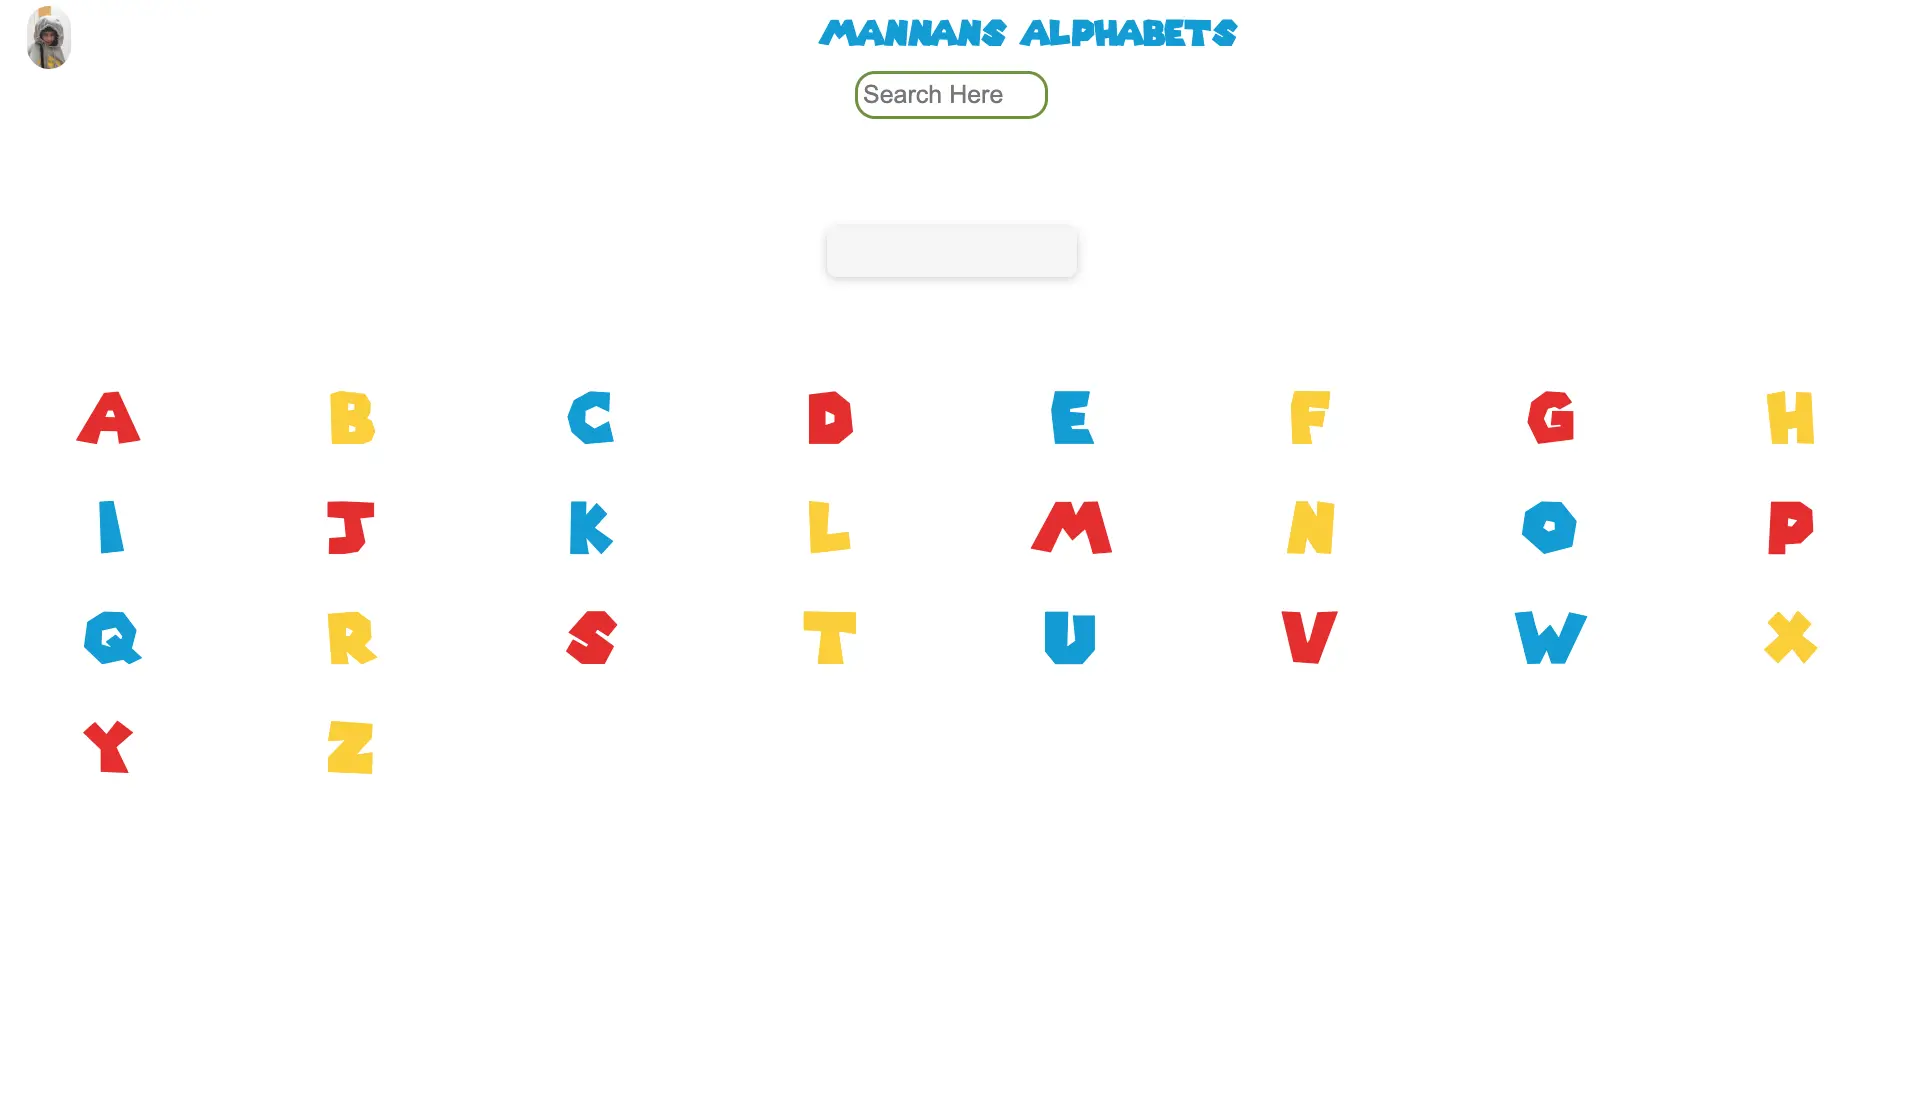 MANNANS ALPHABETS
Search Here
A B C D E F G H
I J K L M N O P
Q R S T U V W X
Y Z